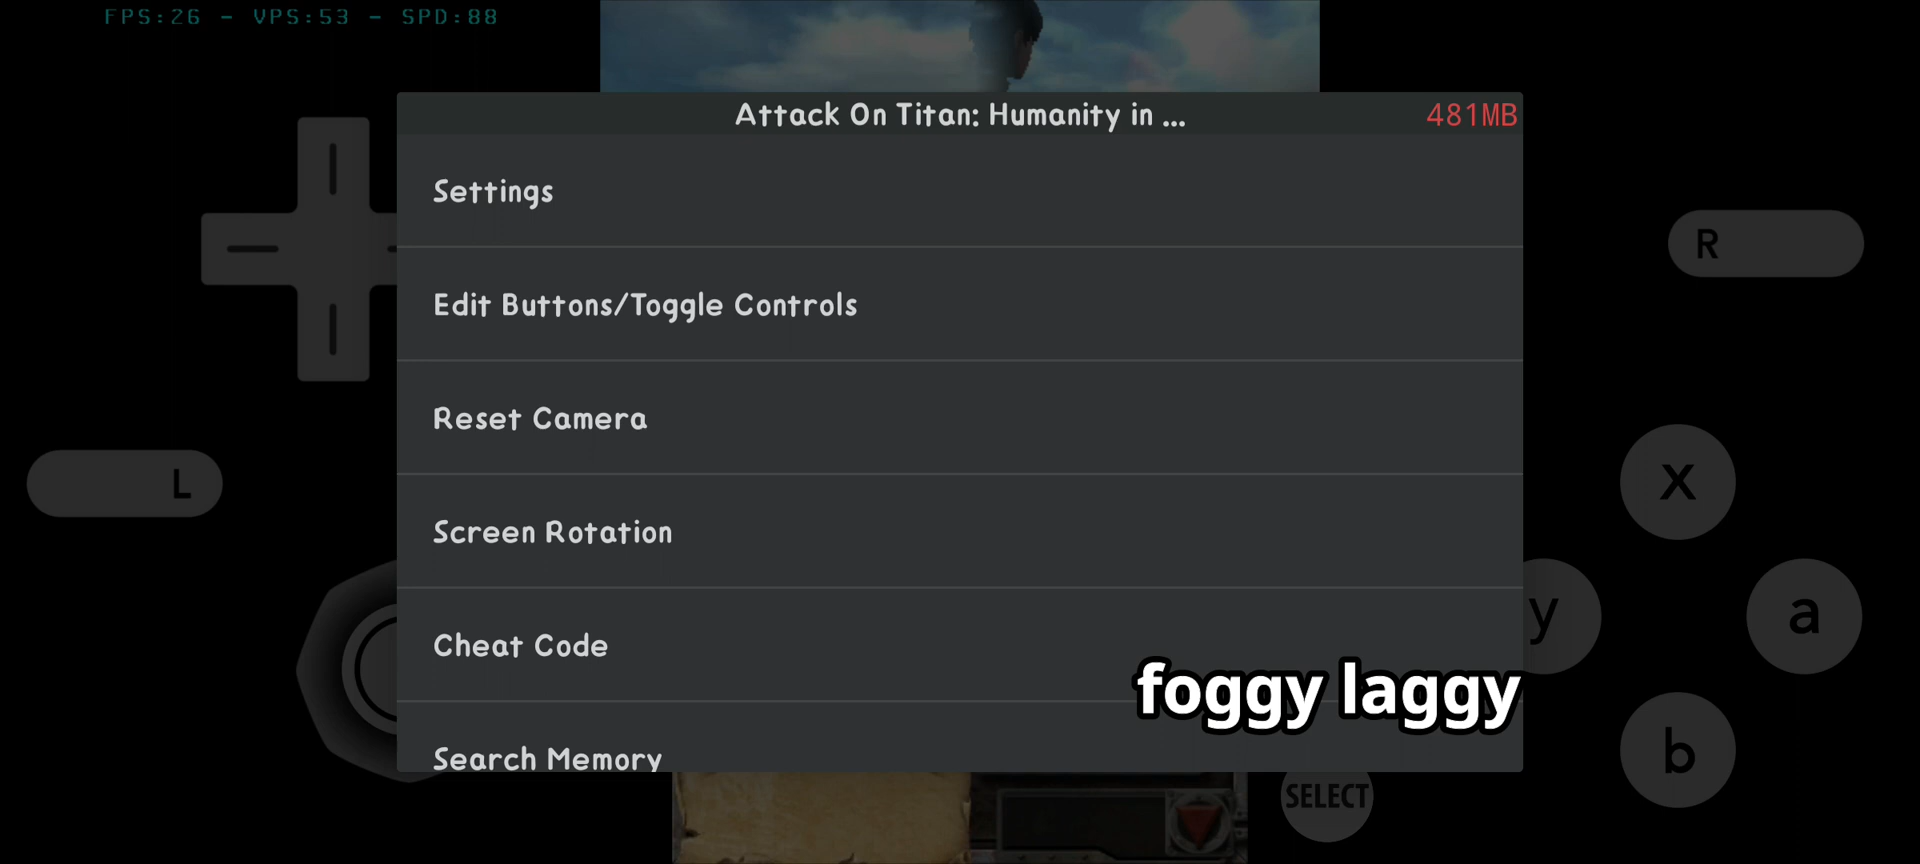 FPS:26 - VPS:53 - SPD:88
Attack On Titan: Humanity in ...
481MB
Settings
Edit Buttons/Toggle Controls
Reset Camera
Screen Rotation
Cheat Code
Search Memory
foggy laggy
L
R
X
y
a
b
SELECT